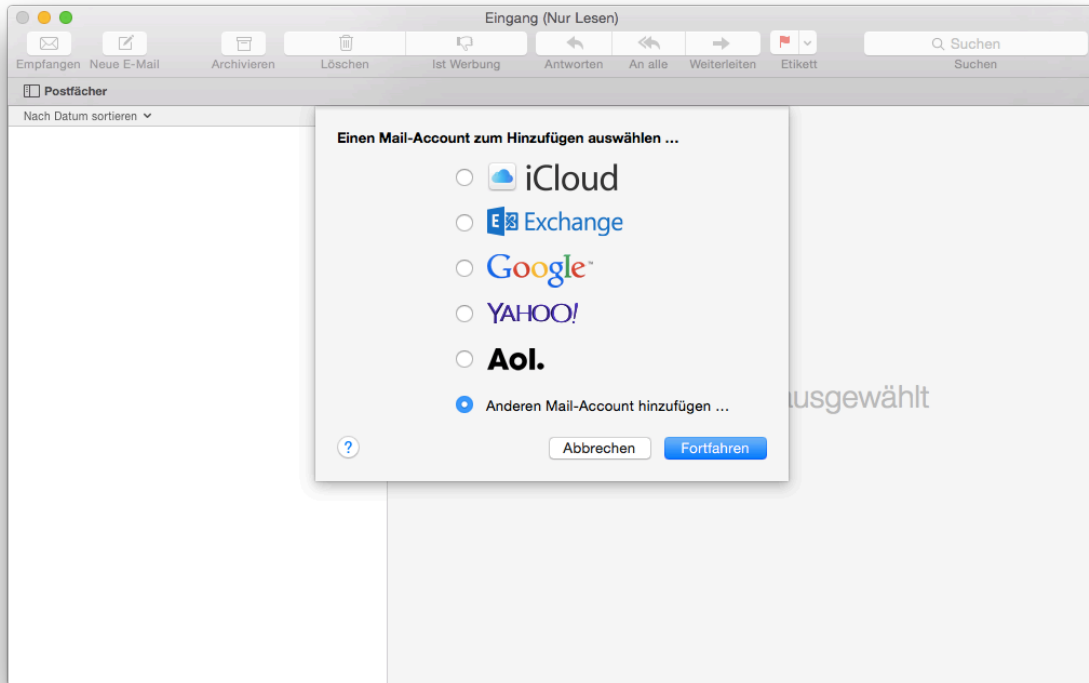 Eingang (Nur Lesen)
Empfangen Neue E-Mail Archivieren Löschen Ist Werbung Antworten An alle Weiterleiten Etikett Suchen
Suchen
Postfächer
Nach Datum sortieren
Einen Mail-Account zum Hinzufügen auswählen ...
iCloud
E Exchange
Google™
YAHOO!
Aol.
Anderen Mail-Account hinzufügen ...
usgewählt
? Abbrechen Fortfahren